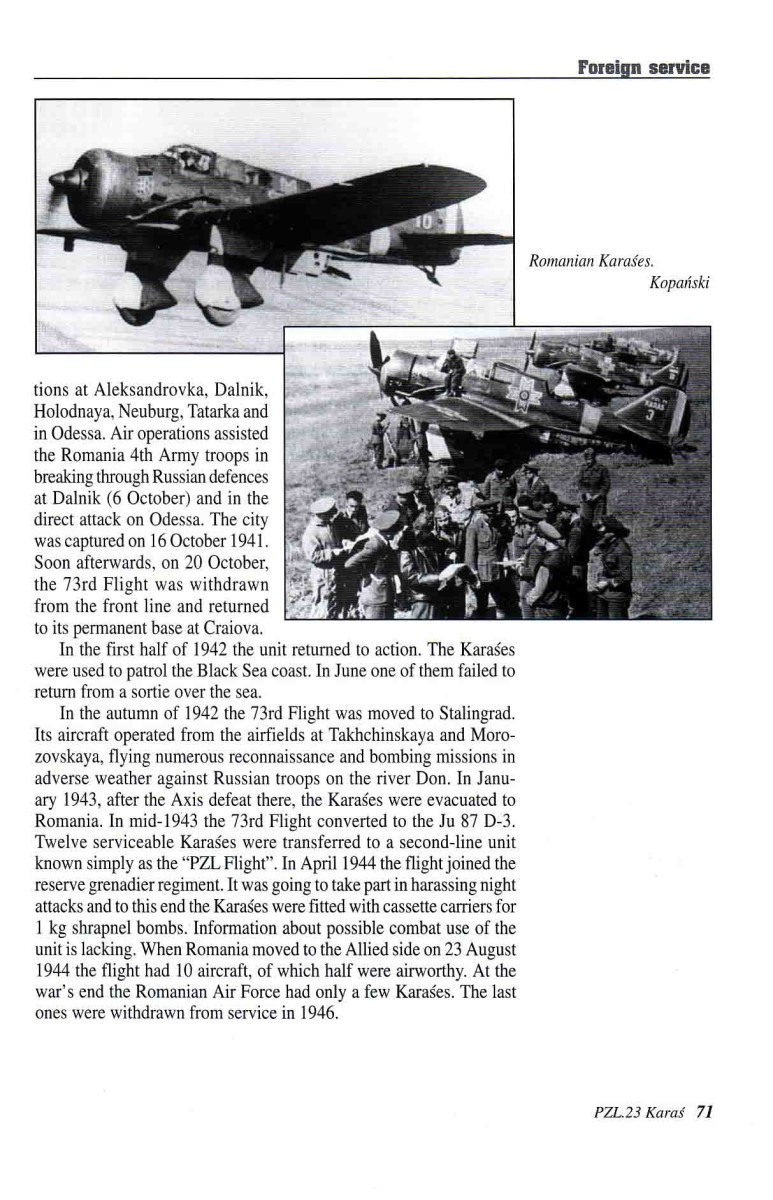 Foreign service
10
Romanian Karaśes.
Kopański
KARAS
3
tions at Aleksandrovka, Dalnik,
Holodnaya, Neuburg, Tatarka and
in Odessa. Air operations assisted
the Romania 4th Army troops in
breaking through Russian defences
at Dalnik (6 October) and in the
direct attack on Odessa. The city
was captured on 16 October 1941.
Soon afterwards, on 20 October,
the 73rd Flight was withdrawn
from the front line and returned
to its permanent base at Craiova.
In the first half of 1942 the unit returned to action. The Karaśes
were used to patrol the Black Sea coast. In June one of them failed to
return from a sortie over the sea.
In the autumn of 1942 the 73rd Flight was moved to Stalingrad.
Its aircraft operated from the airfields at Takhchinskaya and Moro-
zovskaya, flying numerous reconnaissance and bombing missions in
adverse weather against Russian troops on the river Don. In Janu-
ary 1943, after the Axis defeat there, the Karaśes were evacuated to
Romania. In mid-1943 the 73rd Flight converted to the Ju 87 D-3.
Twelve serviceable Karaśes were transferred to a second-line unit
known simply as the “PZL Flight”. In April 1944 the flight joined the
reserve grenadier regiment. It was going to take part in harassing night
attacks and to this end the Karaśes were fitted with cassette carriers for
1 kg shrapnel bombs. Information about possible combat use of the
unit is lacking. When Romania moved to the Allied side on 23 August
1944 the flight had 10 aircraft, of which half were airworthy. At the
war’s end the Romanian Air Force had only a few Karaśes. The last
ones were withdrawn from service in 1946.
PZL.23 Karaś 71